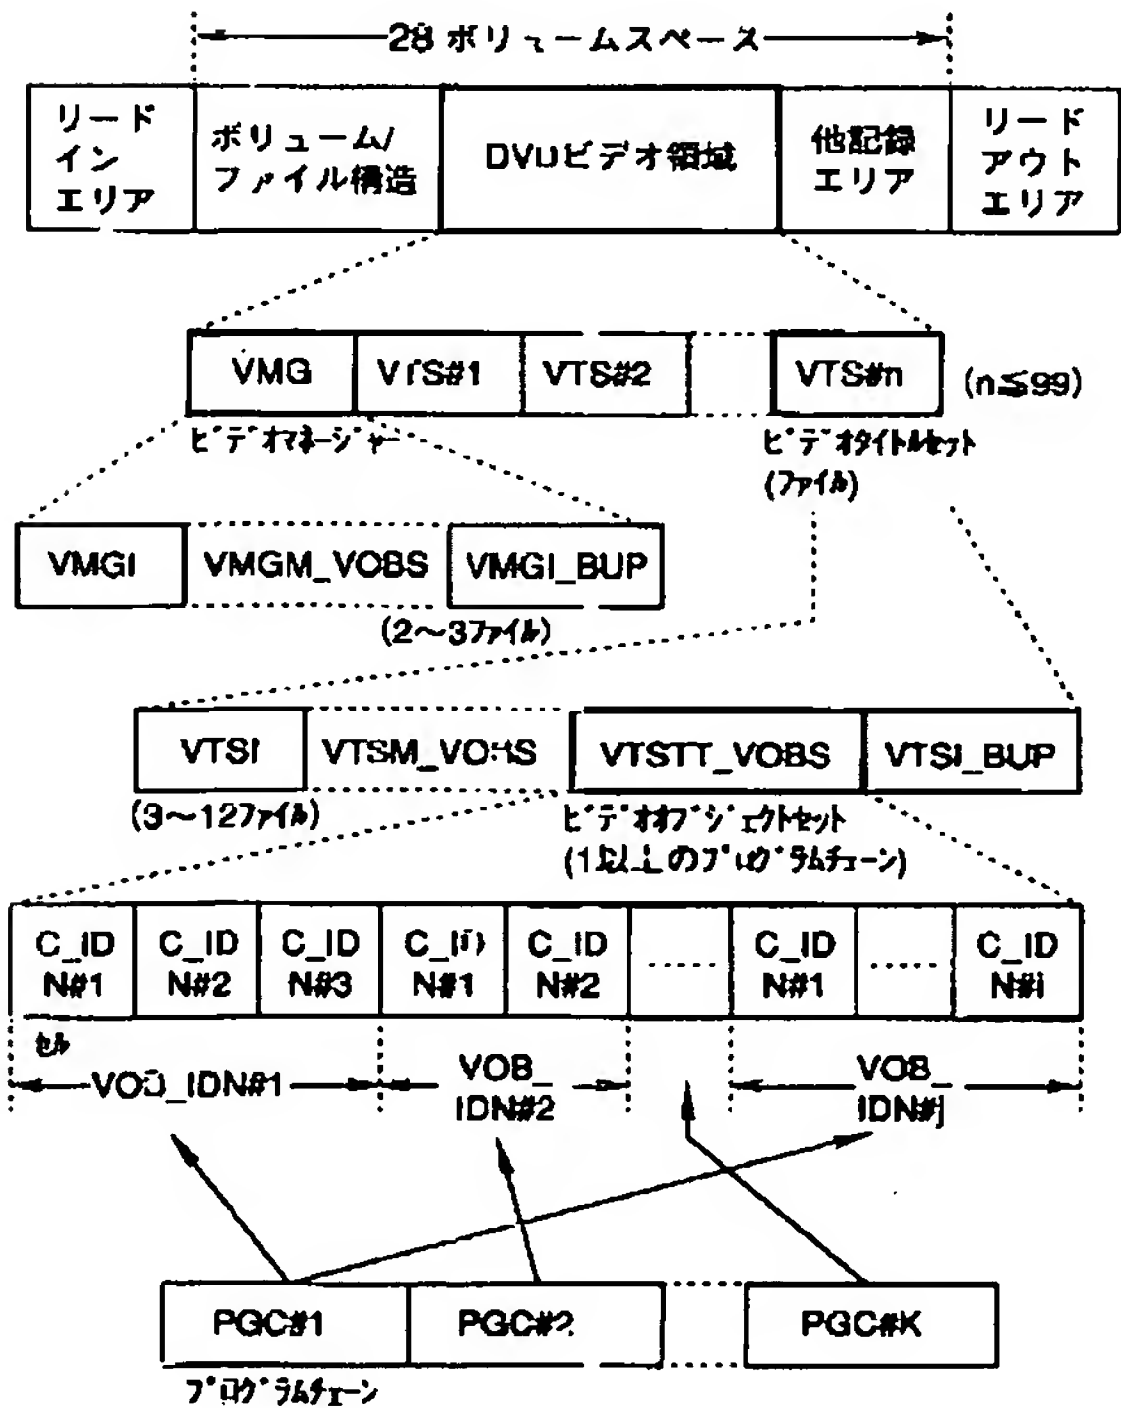 28 ボリュームスペース
リード
イン
エリア
ボリューム/
ファイル構造
DVDビデオ領域
他記録
エリア
リード
アウト
エリア
VMG
VTS#1
VTS#2
VTS#n
(n≦99)
ビデオマネージャー
ビデオタイトルセット
(ファイル)
VMGI
VMGM_VOBS
VMGI_BUP
(2〜3ファイル)
VTSI
VTSM_VOBS
VTSTT_VOBS
VTSI_BUP
(3〜12ファイル)
ビデオオブジェクトセット
(1以上のプログラムチェーン)
C_ID
N#1
C_ID
N#2
C_ID
N#3
C_ID
N#1
C_ID
N#2
........
C_ID
N#1
........
C_ID
N#i
セル
VOB_IDN#1
VOB_
IDN#2
VOB_
IDN#j
PGC#1
PGC#2
PGC#K
プログラムチェーン